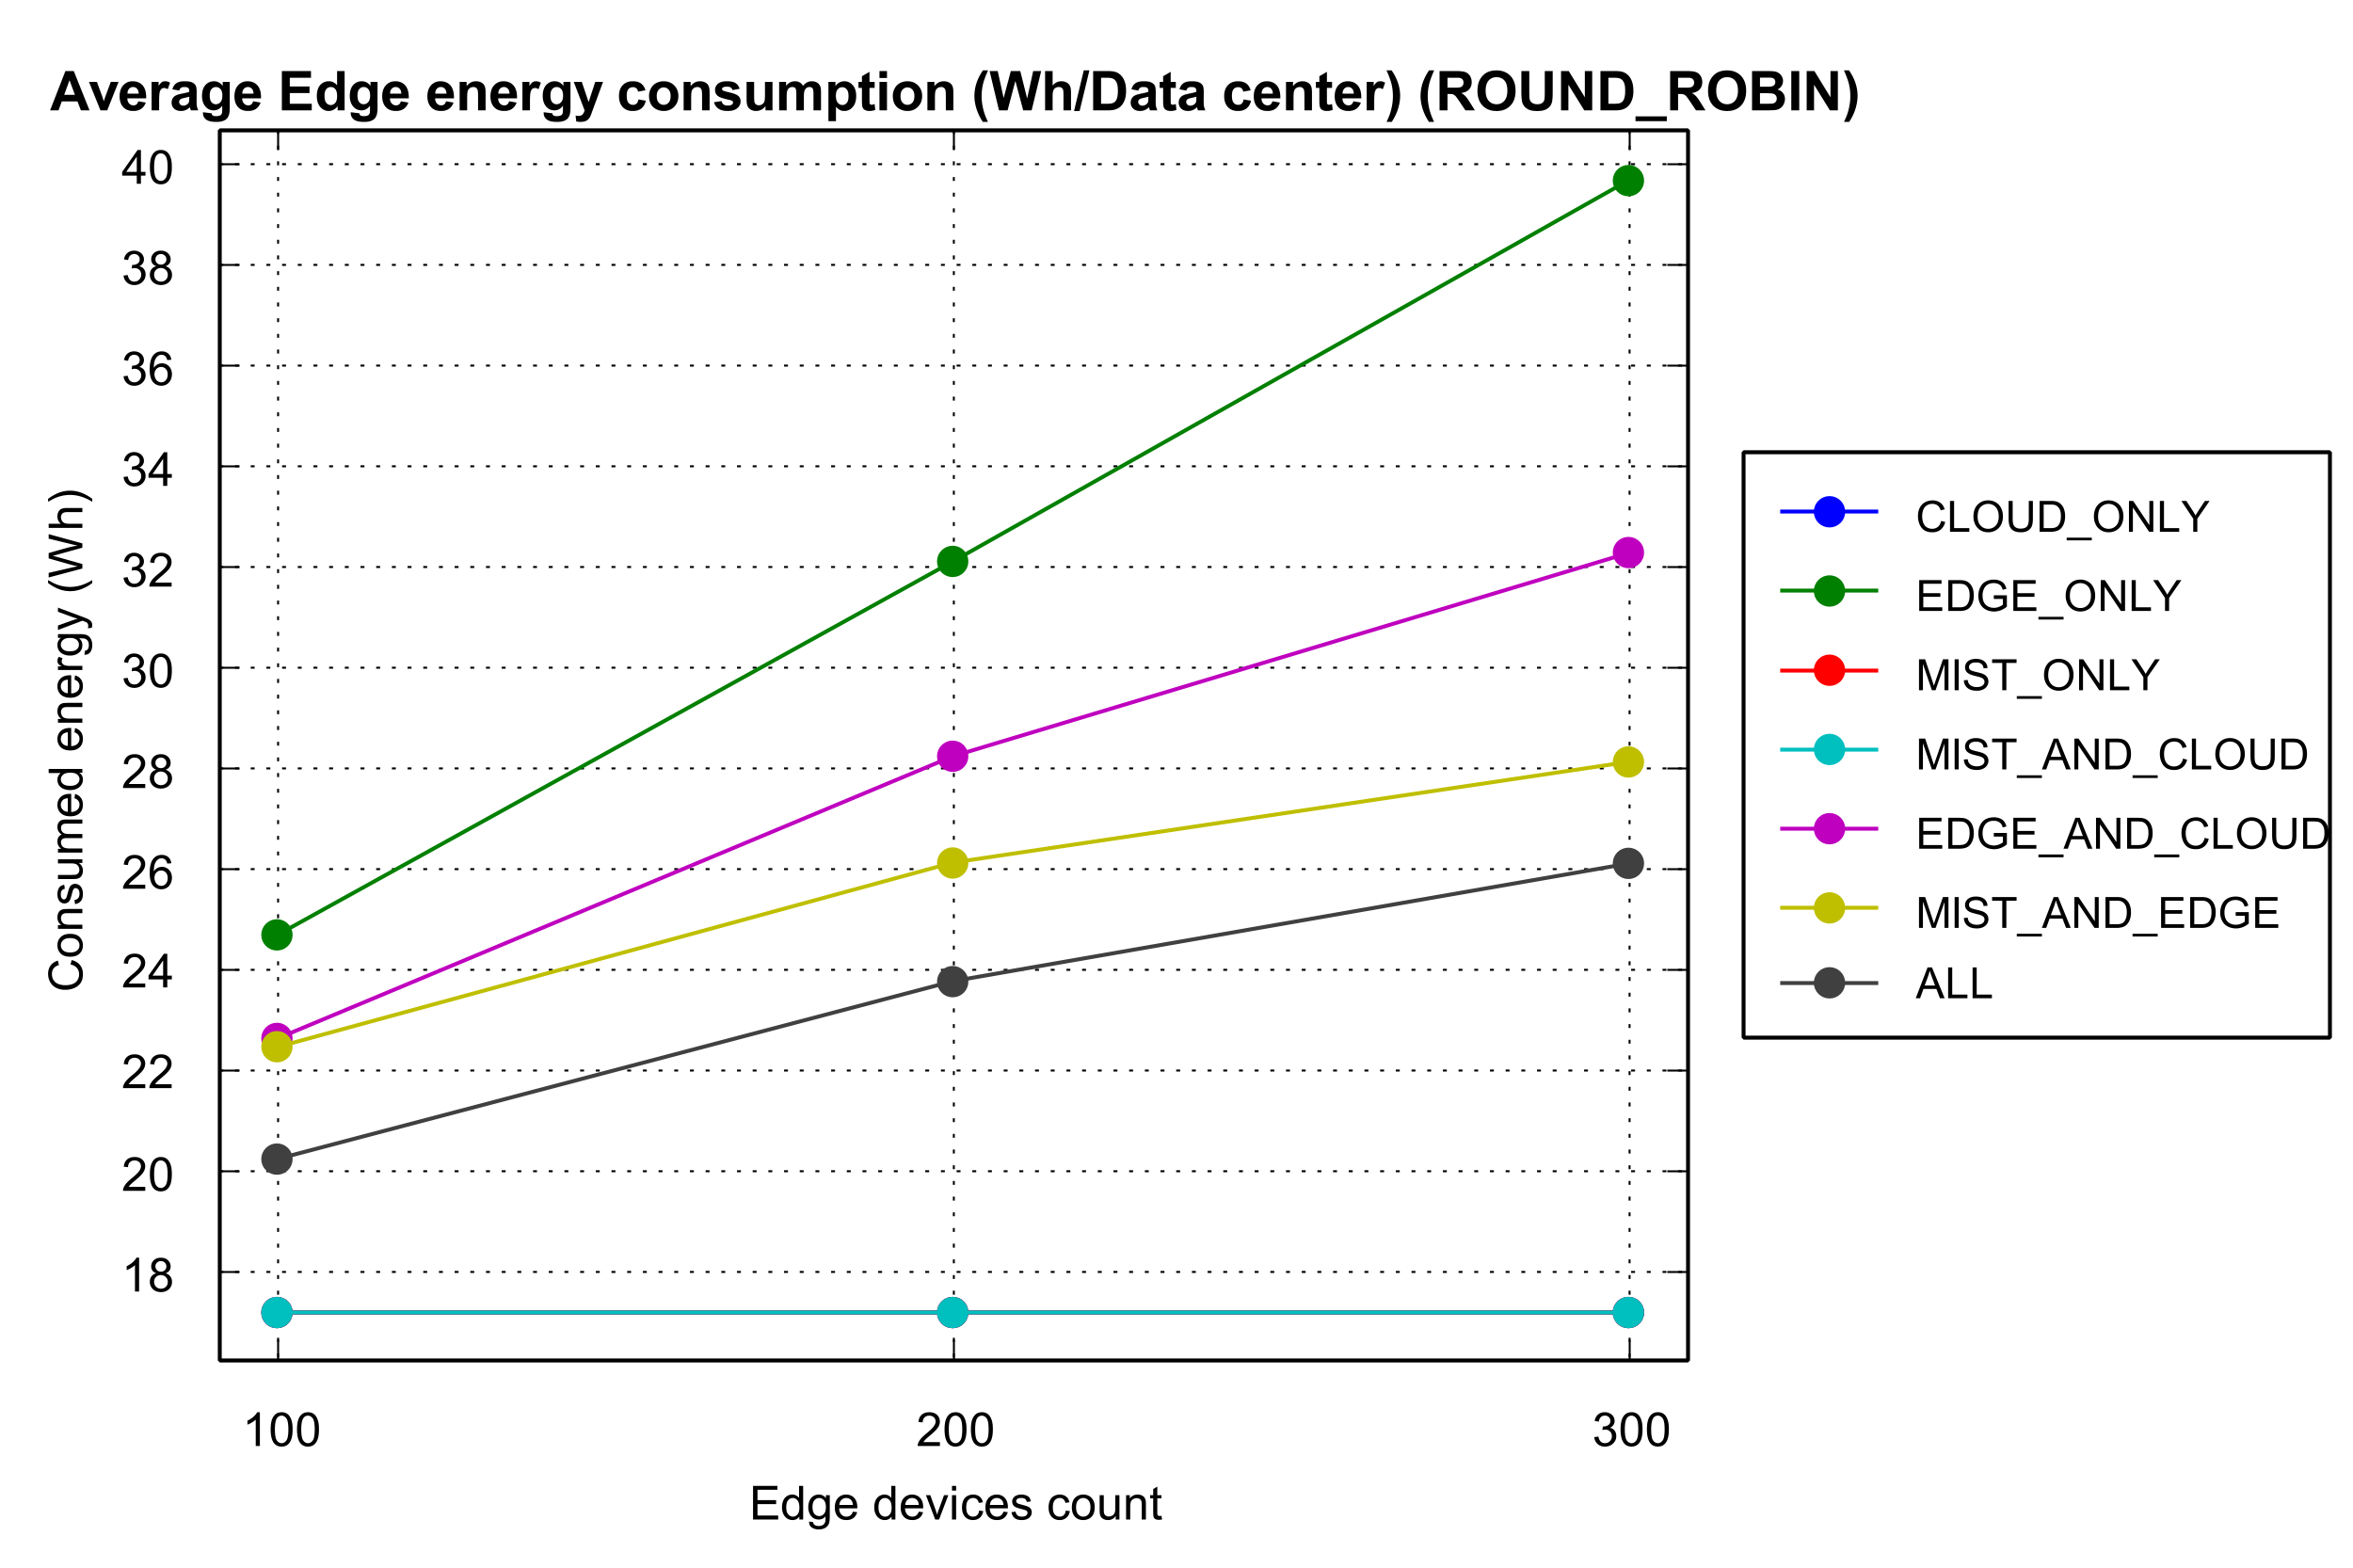 Average Edge energy consumption (Wh/Data center) (ROUND_ROBIN)
40
38
36
34
32
30
28
26
24
22
20
18
Consumed energy (Wh)
100
200
300
Edge devices count
CLOUD_ONLY
EDGE_ONLY
MIST_ONLY
MIST_AND_CLOUD
EDGE_AND_CLOUD
MIST_AND_EDGE
ALL